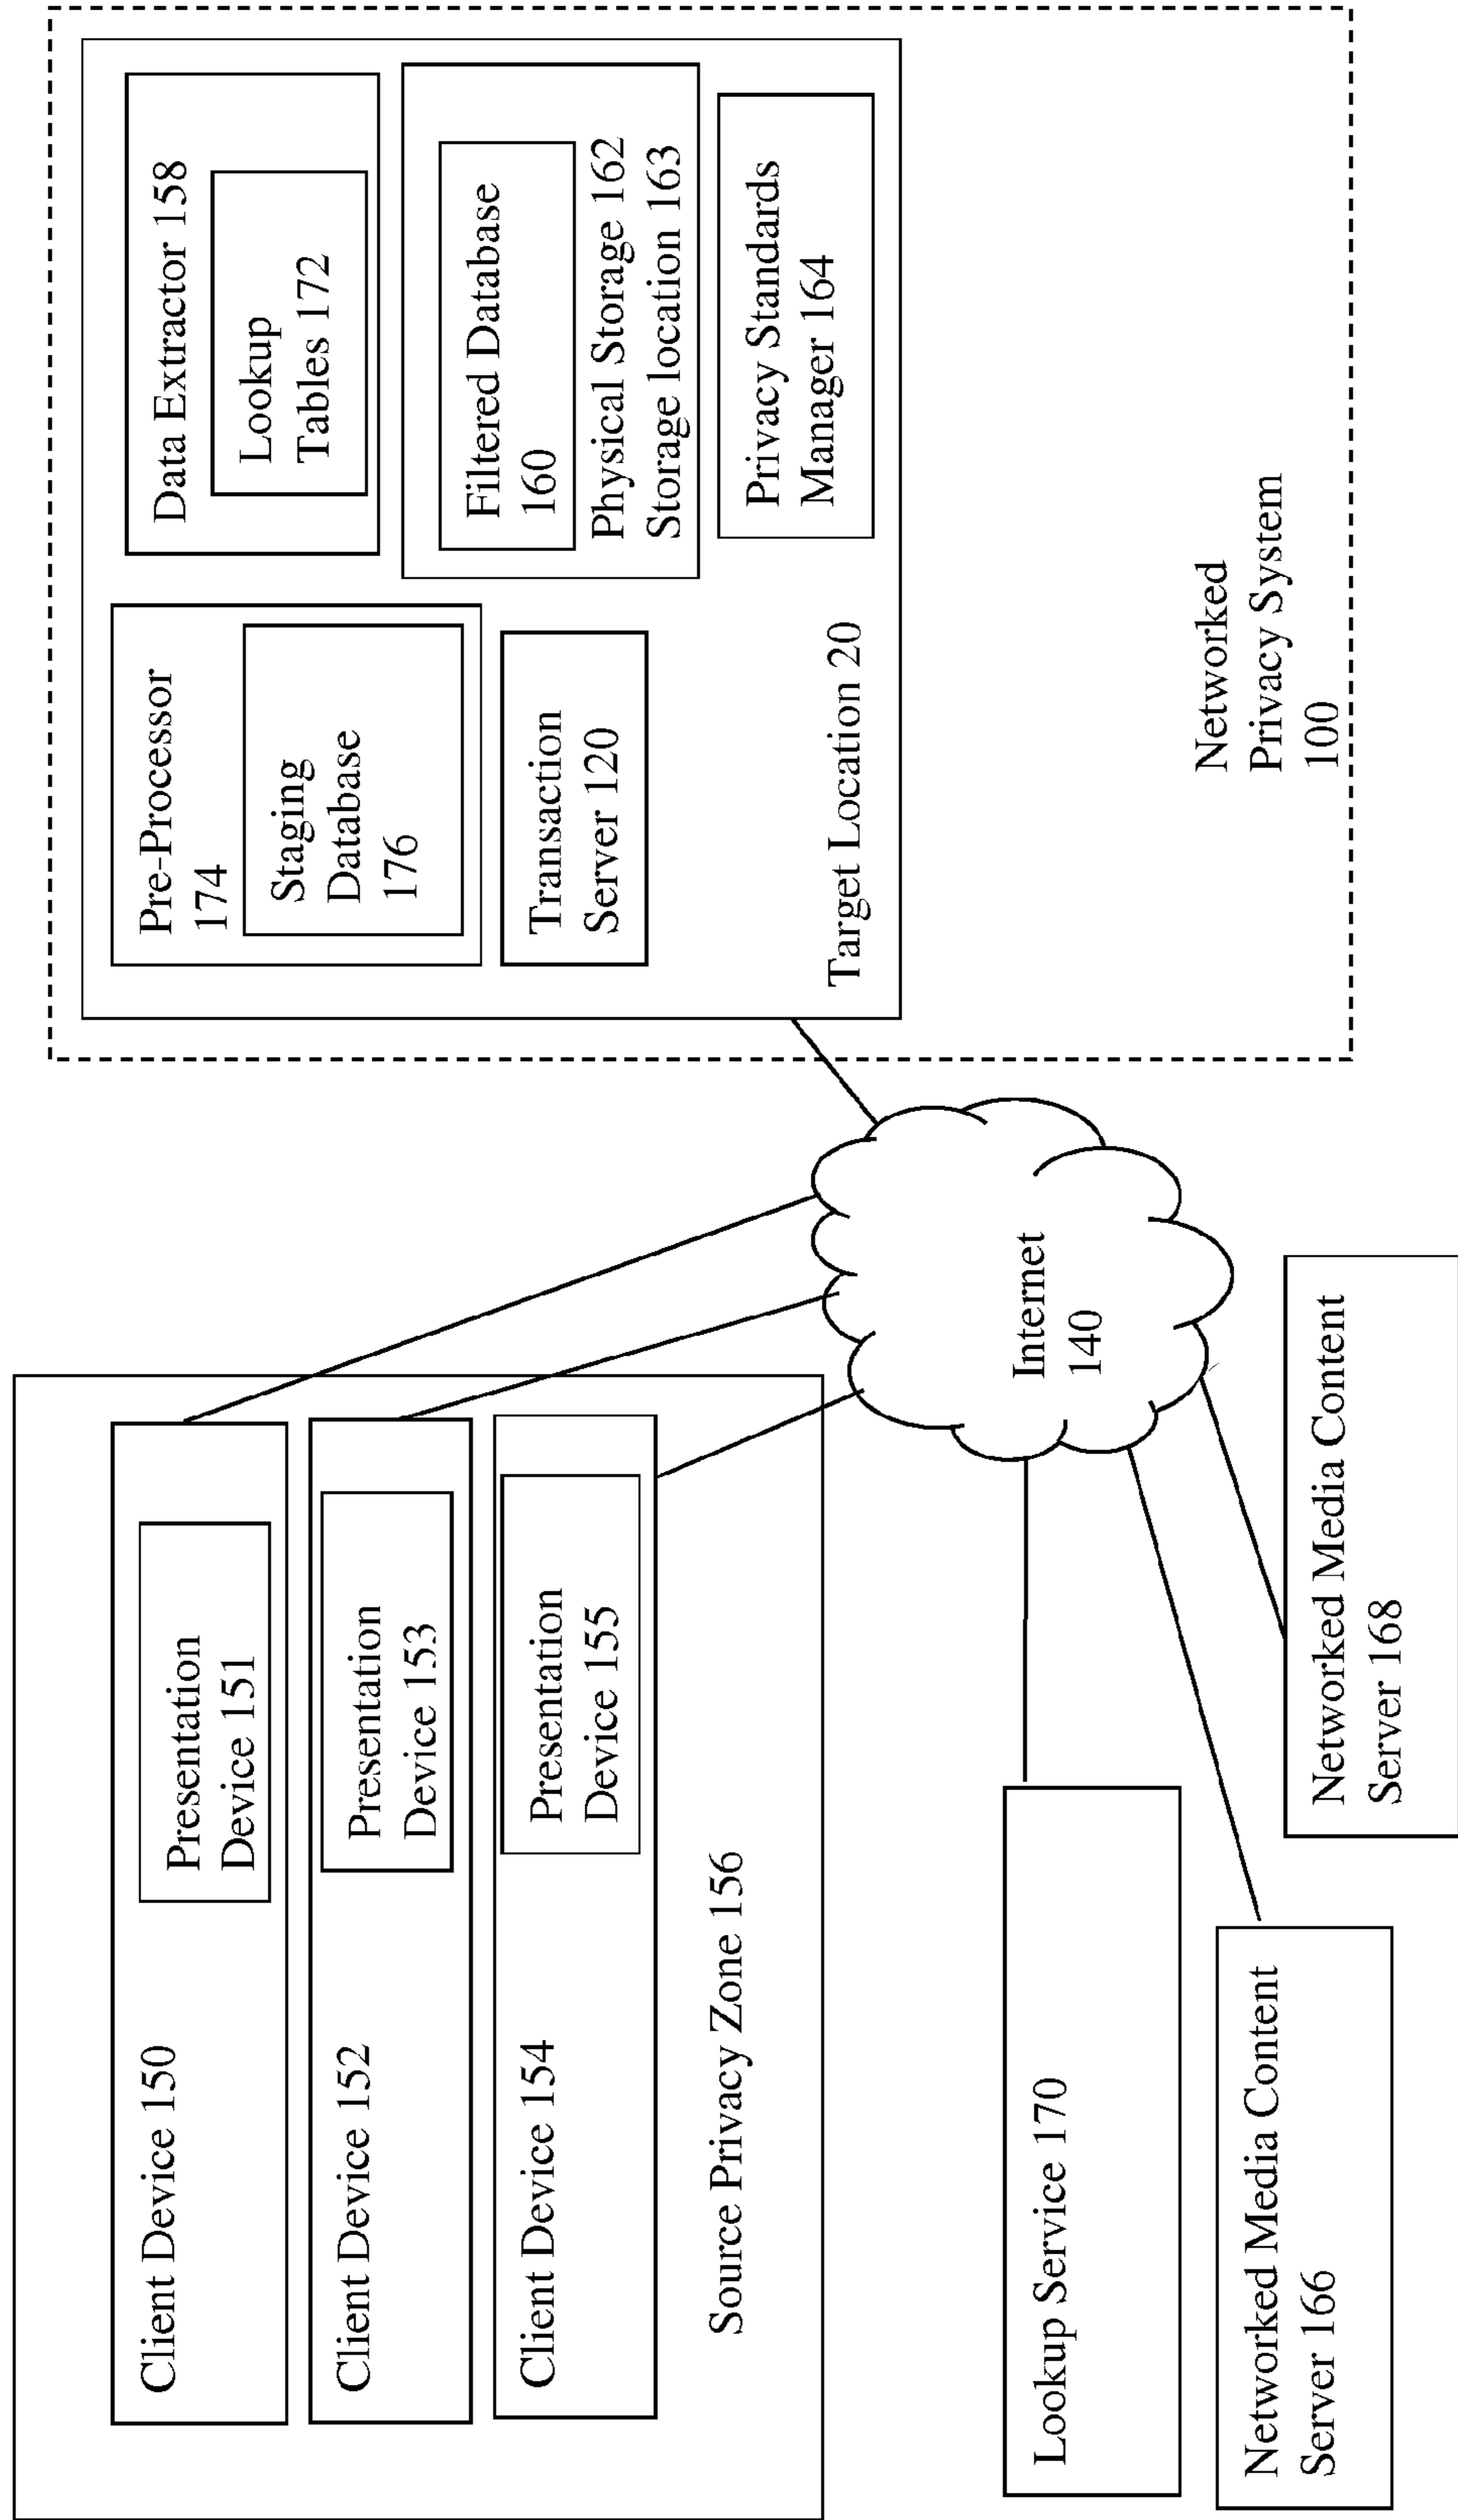 Client Device 150
Presentation
Device 151
Client Device 152
Presentation
Device 153
Client Device 154
Presentation
Device 155
Source Privacy Zone 156
Lookup Service 170
Networked Media Content
Server 166
Networked Media Content
Server 168
Internet
140
Pre-Processor
174
Staging
Database
176
Transaction
Server 120
Target Location 20
Data Extractor 158
Lookup
Tables 172
Filtered Database
160
Physical Storage 162
Storage location 163
Privacy Standards
Manager 164
Networked
Privacy System
100